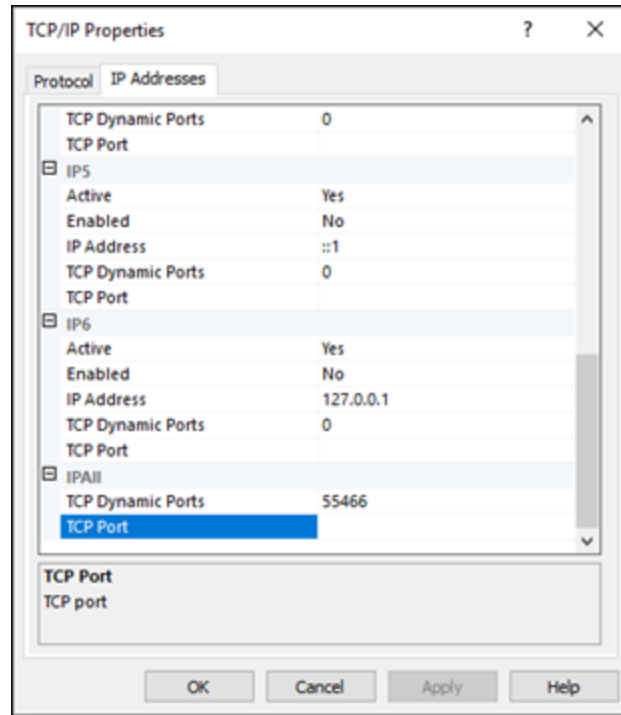 TCP/IP Properties ? ×
Protocol IP Addresses
TCP Dynamic Ports 0
TCP Port
IP5
Active Yes
Enabled No
IP Address ::1
TCP Dynamic Ports 0
TCP Port
IP6
Active Yes
Enabled No
IP Address 127.0.0.1
TCP Dynamic Ports 0
TCP Port
IPAll
TCP Dynamic Ports 55466
TCP Port
TCP Port
TCP port
OK Cancel Apply Help